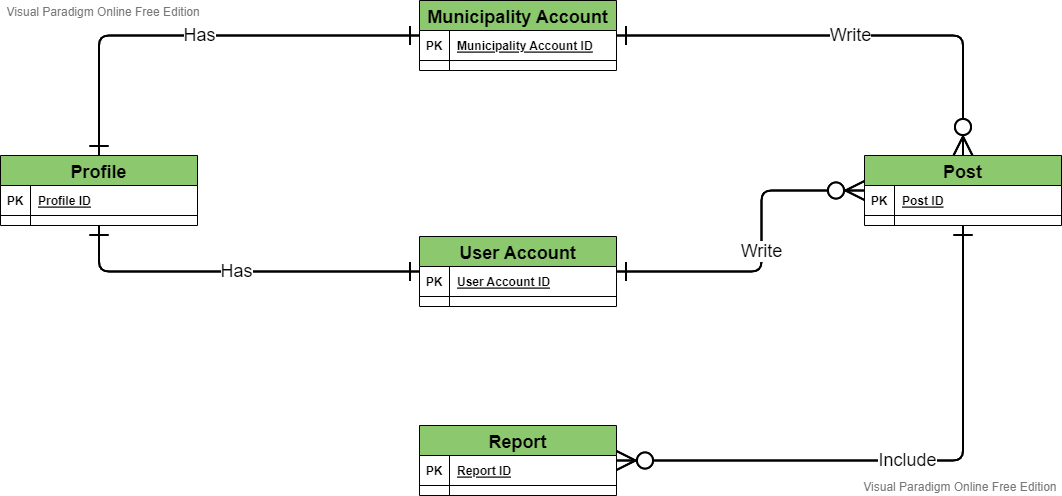 Visual Paradigm Online Free Edition
Municipality Account
PK Municipality Account ID
Has
Write
Profile
PK Profile ID
Post
PK Post ID
User Account
PK User Account ID
Has
Write
Report
PK Report ID
Include
Visual Paradigm Online Free Edition